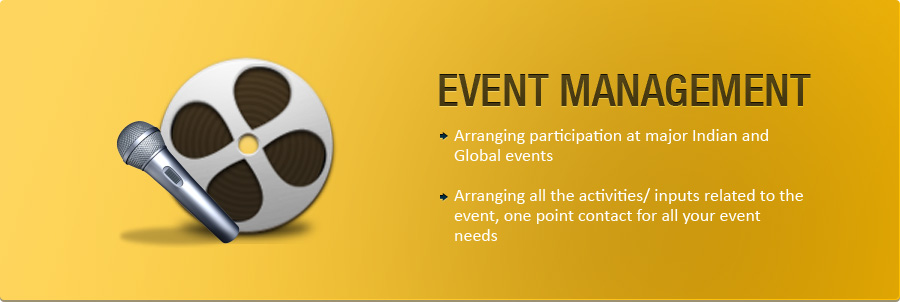 EVENT MANAGEMENT
Arranging participation at major Indian and
Global events
Arranging all the activities/ inputs related to the
event, one point contact for all your event
needs